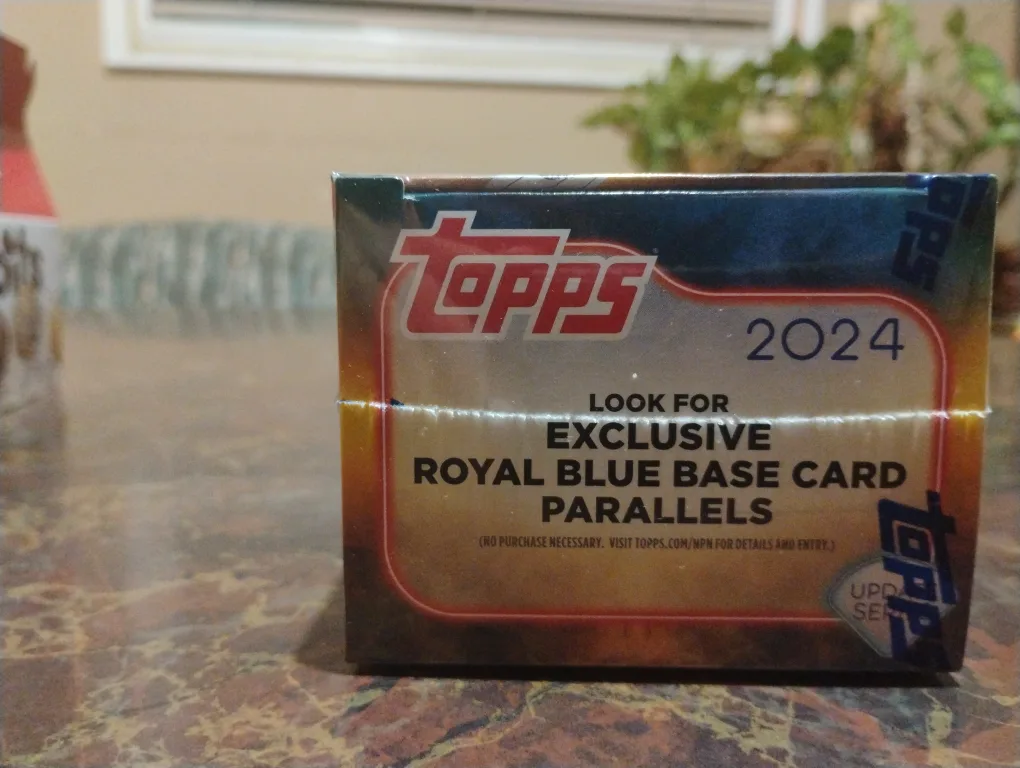 topps
2024
LOOK FOR
EXCLUSIVE
ROYAL BLUE BASE CARD
PARALLELS
(NO PURCHASE NECESSARY. VISIT TOPPS.COM/NPN FOR DETAILS AND ENTRY.)
topps
topps